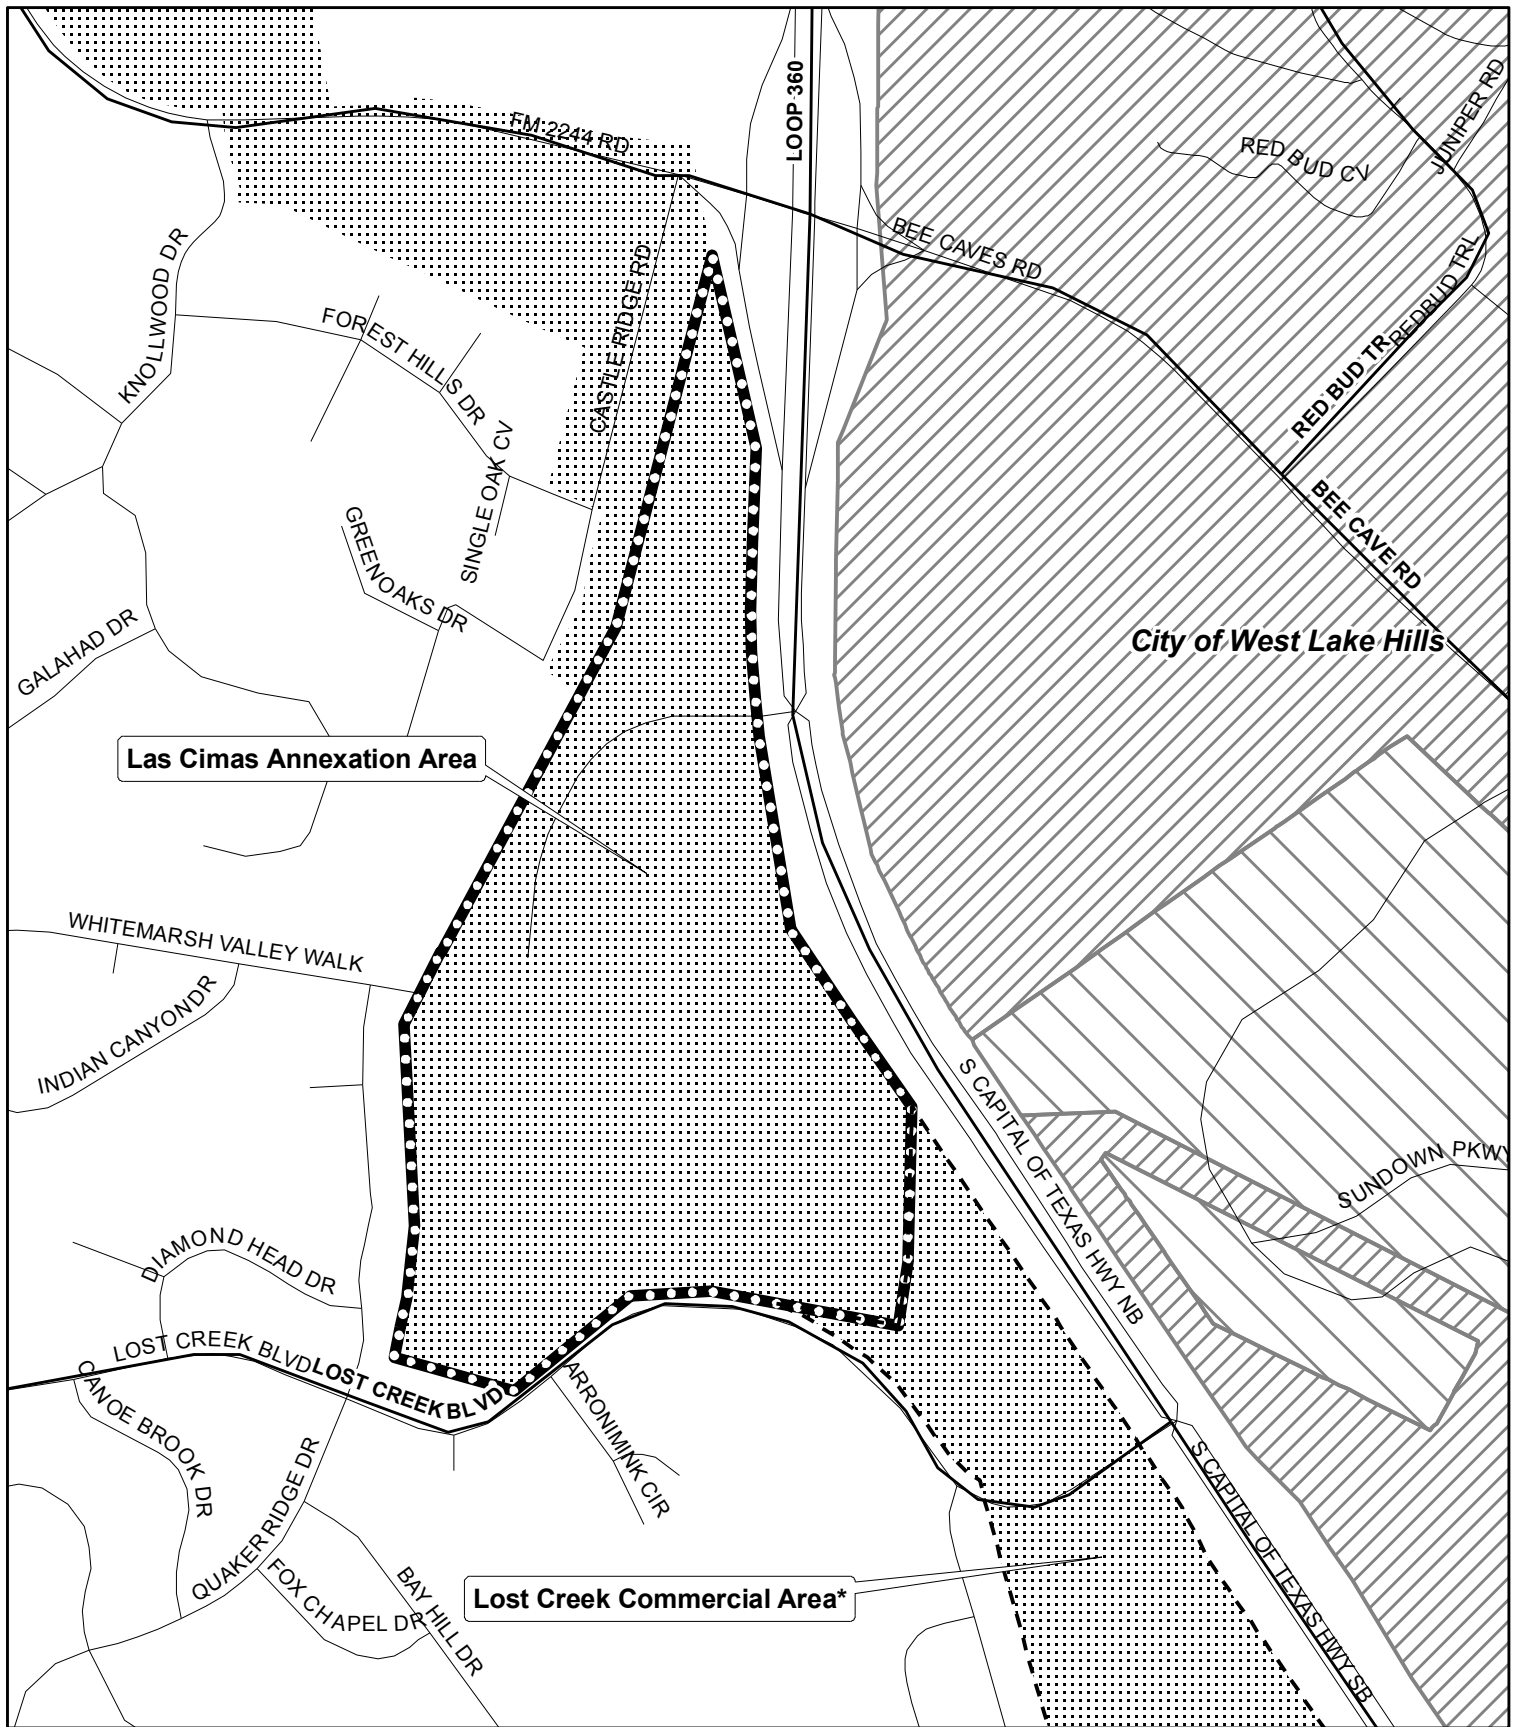 LOOP 360
FM 2244 RD
JUNIPER RD
RED BUD CV
BEE CAVES RD
KNOLLWOOD DR
CASTLE RIDGE RD
REDBUD TRL
FOREST HILLS DR
RED BUD TR
SINGLE OAK CV
BEE CAVE RD
GREENOAKS DR
GALAHAD DR
City of West Lake Hills
Las Cimas Annexation Area
WHITEMARSH VALLEY WALK
INDIAN CANYON DR
S CAPITAL OF TEXAS HWY NB
SUNDOWN PKWY
DIAMOND HEAD DR
LOST CREEK BLVD
LOST CREEK BLVD
CANOE BROOK DR
ARRONIMINK CIR
QUAKER RIDGE DR
S CAPITAL OF TEXAS HWY SB
FOX CHAPEL DR
BAY HILL DR
Lost Creek Commercial Area*